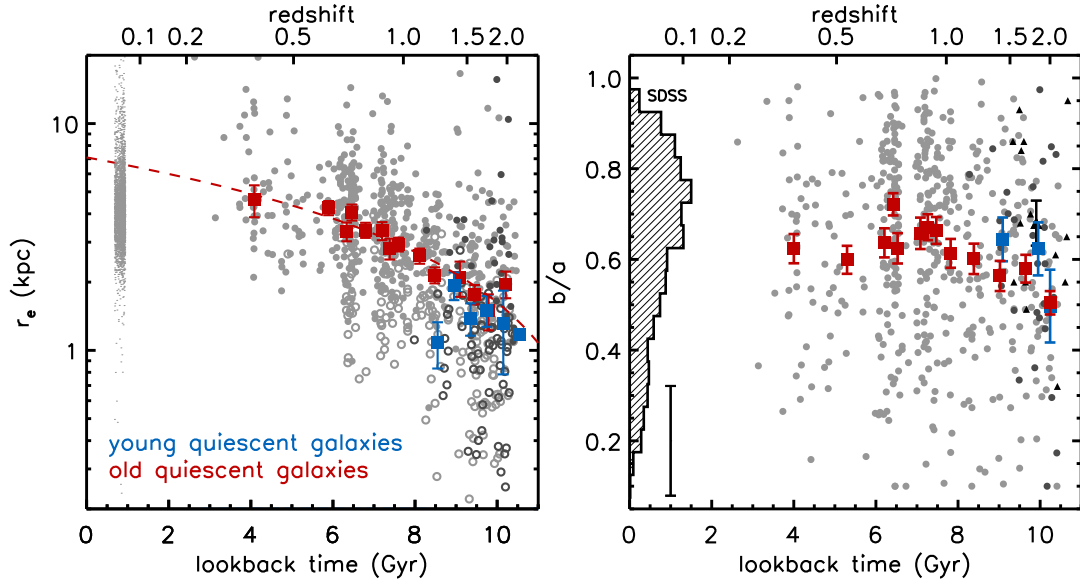 redshift
0.1 0.2 0.5 1.0 1.5 2.0
10
1
r_e (kpc)
young quiescent galaxies
old quiescent galaxies
0 2 4 6 8 10
lookback time (Gyr)
redshift
0.1 0.2 0.5 1.0 1.5 2.0
1.0
SDSS
0.8
0.6
b/a
0.4
0.2
0 2 4 6 8 10
lookback time (Gyr)